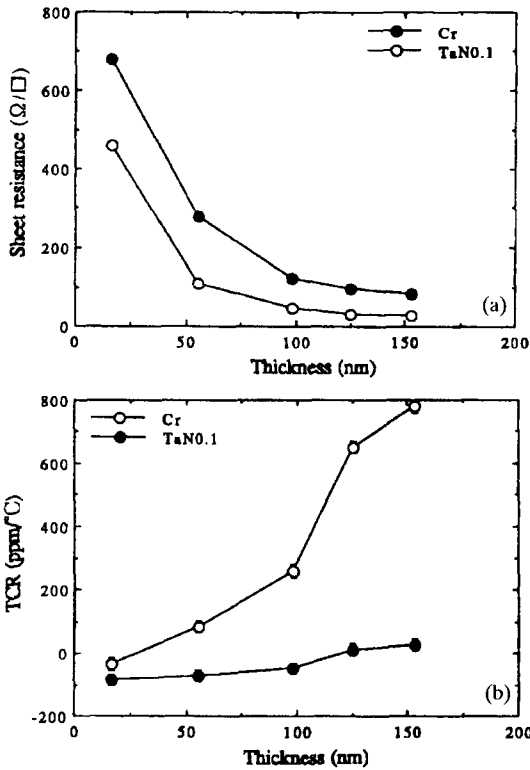 800
Cr
TaN0.1
600
400
200
0
Sheet resistance (Ω/□)
(a)
0 50 100 150 200
Thickness (nm)
800
Cr
TaN0.1
600
400
200
0
-200
TCR (ppm/°C)
(b)
0 50 100 150 200
Thickness (nm)